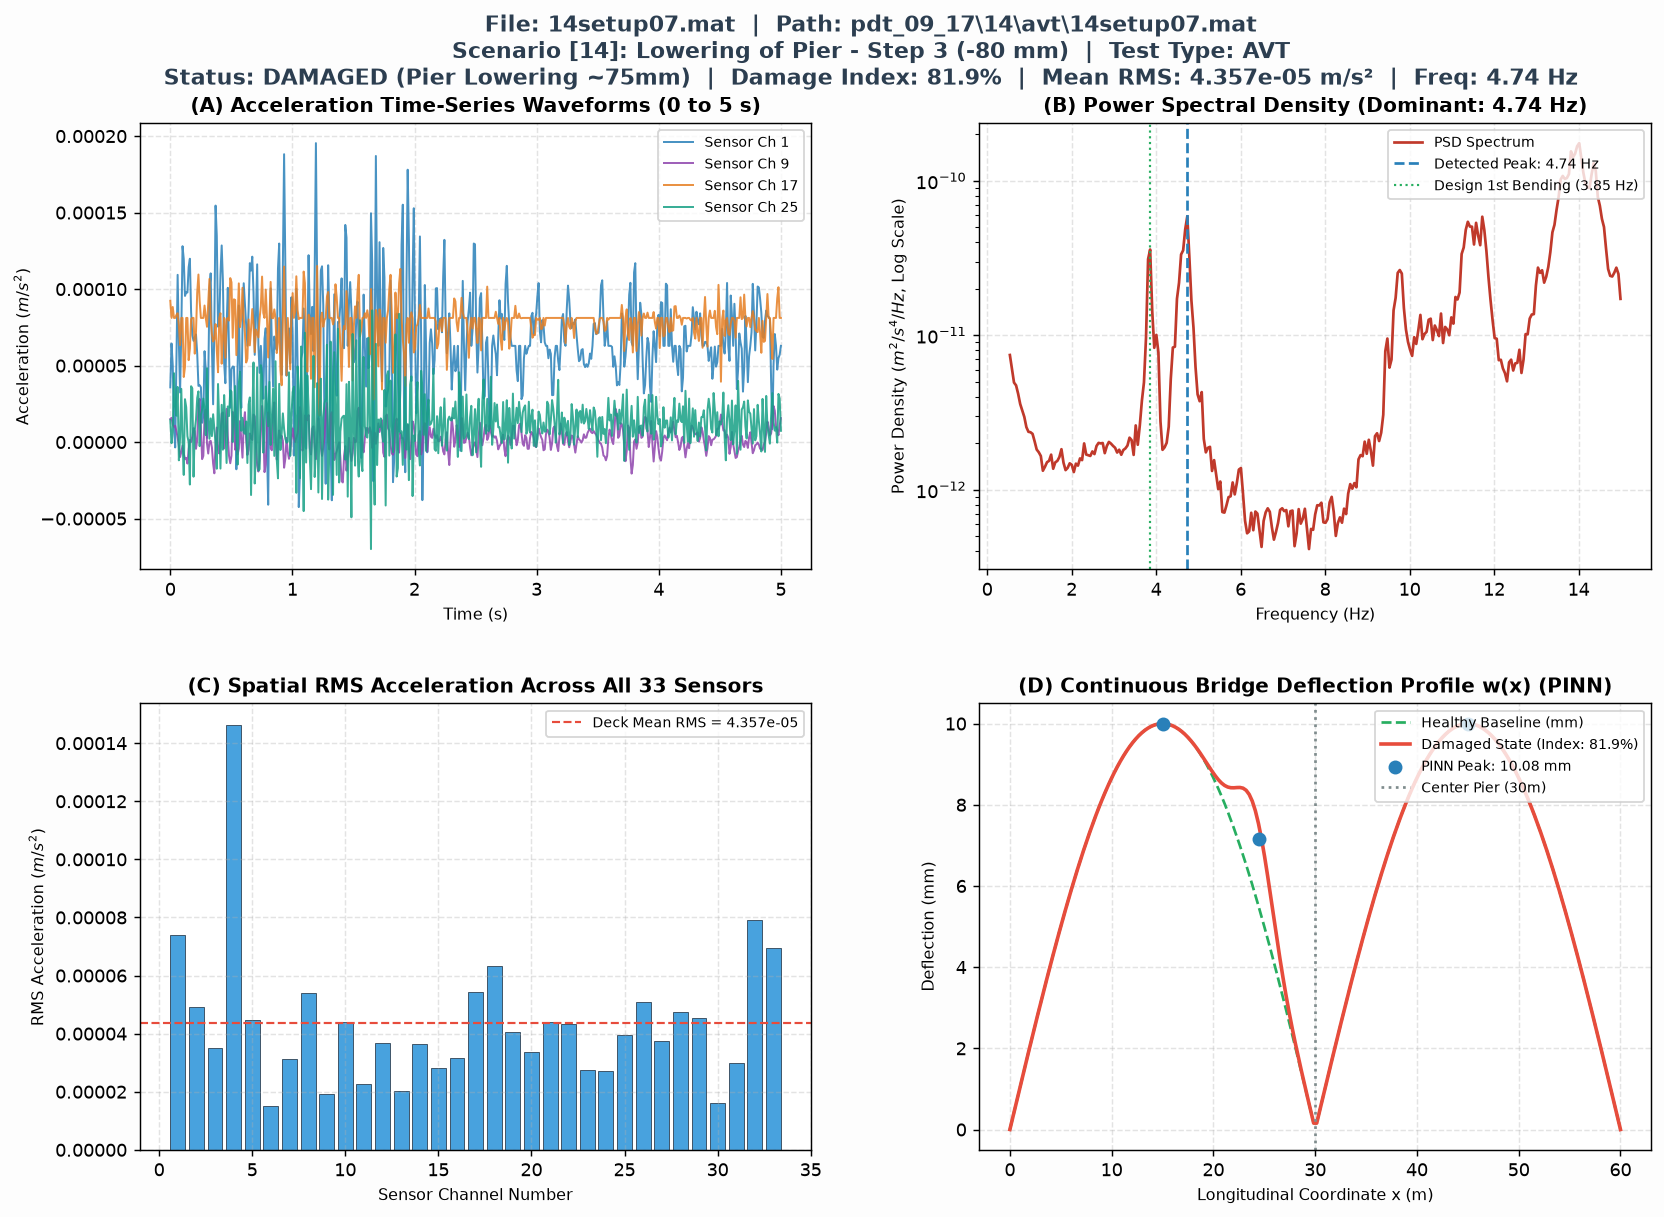 File: 14setup07.mat | Path: pdt_09_17\14\avt\14setup07.mat
Scenario [14]: Lowering of Pier - Step 3 (-80 mm) | Test Type: AVT
Status: DAMAGED (Pier Lowering ~75mm) | Damage Index: 81.9% | Mean RMS: 4.357e-05 m/s² | Freq: 4.74 Hz
(A) Acceleration Time-Series Waveforms (0 to 5 s)
Acceleration (m/s²)
0.00020
0.00015
0.00010
0.00005
0.00000
−0.00005
Sensor Ch 1
Sensor Ch 9
Sensor Ch 17
Sensor Ch 25
0 1 2 3 4 5
Time (s)
(B) Power Spectral Density (Dominant: 4.74 Hz)
Power Density (m²/s⁴/Hz, Log Scale)
10⁻¹⁰
10⁻¹¹
10⁻¹²
PSD Spectrum
Detected Peak: 4.74 Hz
Design 1st Bending (3.85 Hz)
0 2 4 6 8 10 12 14
Frequency (Hz)
(C) Spatial RMS Acceleration Across All 33 Sensors
RMS Acceleration (m/s²)
0.00014
0.00012
0.00010
0.00008
0.00006
0.00004
0.00002
0.00000
Deck Mean RMS = 4.357e-05
0 5 10 15 20 25 30 35
Sensor Channel Number
(D) Continuous Bridge Deflection Profile w(x) (PINN)
Deflection (mm)
10
8
6
4
2
0
Healthy Baseline (mm)
Damaged State (Index: 81.9%)
PINN Peak: 10.08 mm
Center Pier (30m)
0 10 20 30 40 50 60
Longitudinal Coordinate x (m)